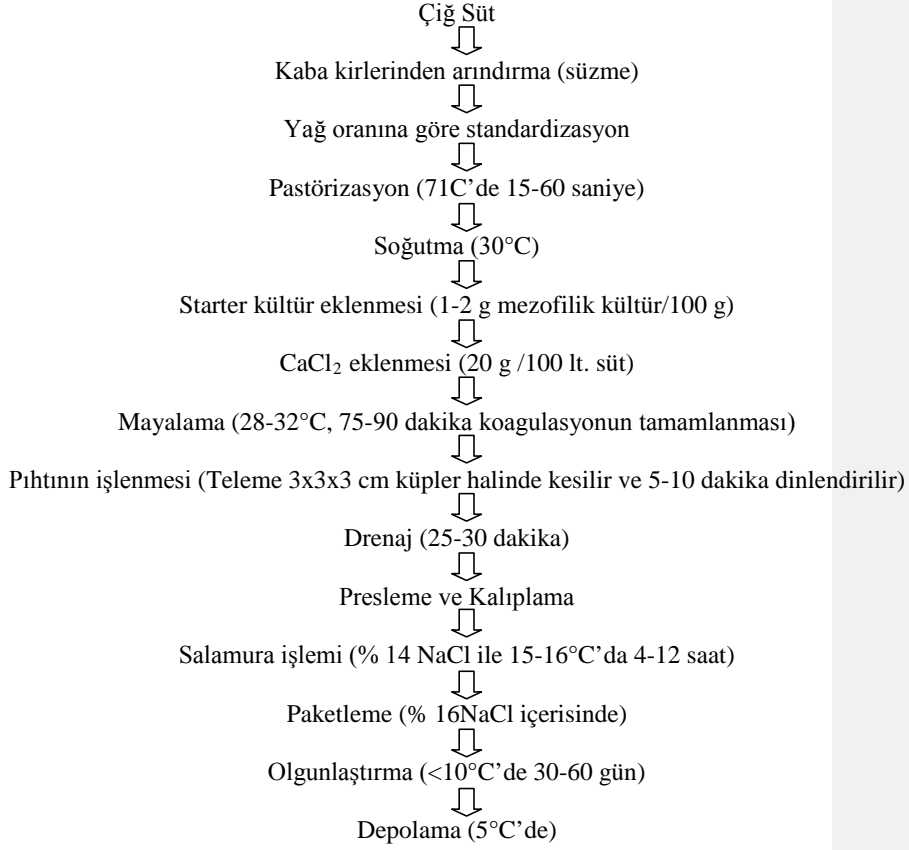 Çiğ Süt
Kaba kirlerinden arındırma (süzme)
Yağ oranına göre standardizasyon
Pastörizasyon (71C’de 15-60 saniye)
Soğutma (30°C)
Starter kültür eklenmesi (1-2 g mezofilik kültür/100 g)
CaCl₂ eklenmesi (20 g /100 lt. süt)
Mayalama (28-32°C, 75-90 dakika koagulasyonun tamamlanması)
Pıhtının işlenmesi (Teleme 3x3x3 cm küpler halinde kesilir ve 5-10 dakika dinlendirilir)
Drenaj (25-30 dakika)
Presleme ve Kalıplama
Salamura işlemi (% 14 NaCl ile 15-16°C’da 4-12 saat)
Paketleme (% 16NaCl içerisinde)
Olgunlaştırma (<10°C’de 30-60 gün)
Depolama (5°C’de)